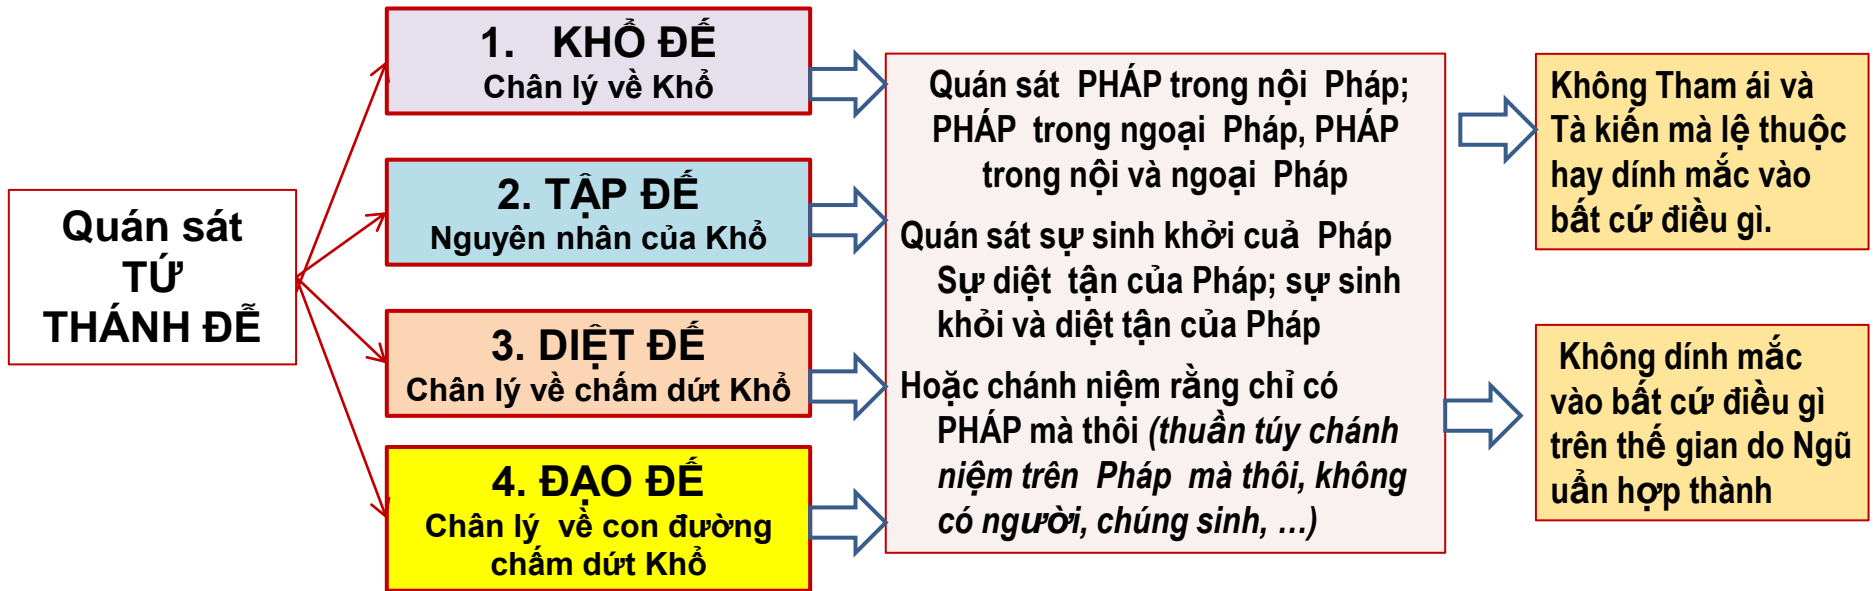 Quán sát
TỨ
THÁNH ĐẾ
1. KHỔ ĐẾ
Chân lý về Khổ
2. TẬP ĐẾ
Nguyên nhân của Khổ
3. DIỆT ĐẾ
Chân lý về chấm dứt Khổ
4. ĐẠO ĐẾ
Chân lý về con đường
chấm dứt Khổ
Quán sát PHÁP trong nội Pháp;
PHÁP trong ngoại Pháp, PHÁP
trong nội và ngoại Pháp
Quán sát sự sinh khởi cuả Pháp
Sự diệt tận của Pháp; sự sinh
khỏi và diệt tận của Pháp
Hoặc chánh niệm rằng chỉ có
PHÁP mà thôi (thuần túy chánh
niệm trên Pháp mà thôi, không
có người, chúng sinh, ...)
Không Tham ái và
Tà kiến mà lệ thuộc
hay dính mắc vào
bất cứ điều gì.
Không dính mắc
vào bất cứ điều gì
trên thế gian do Ngũ
uẩn hợp thành